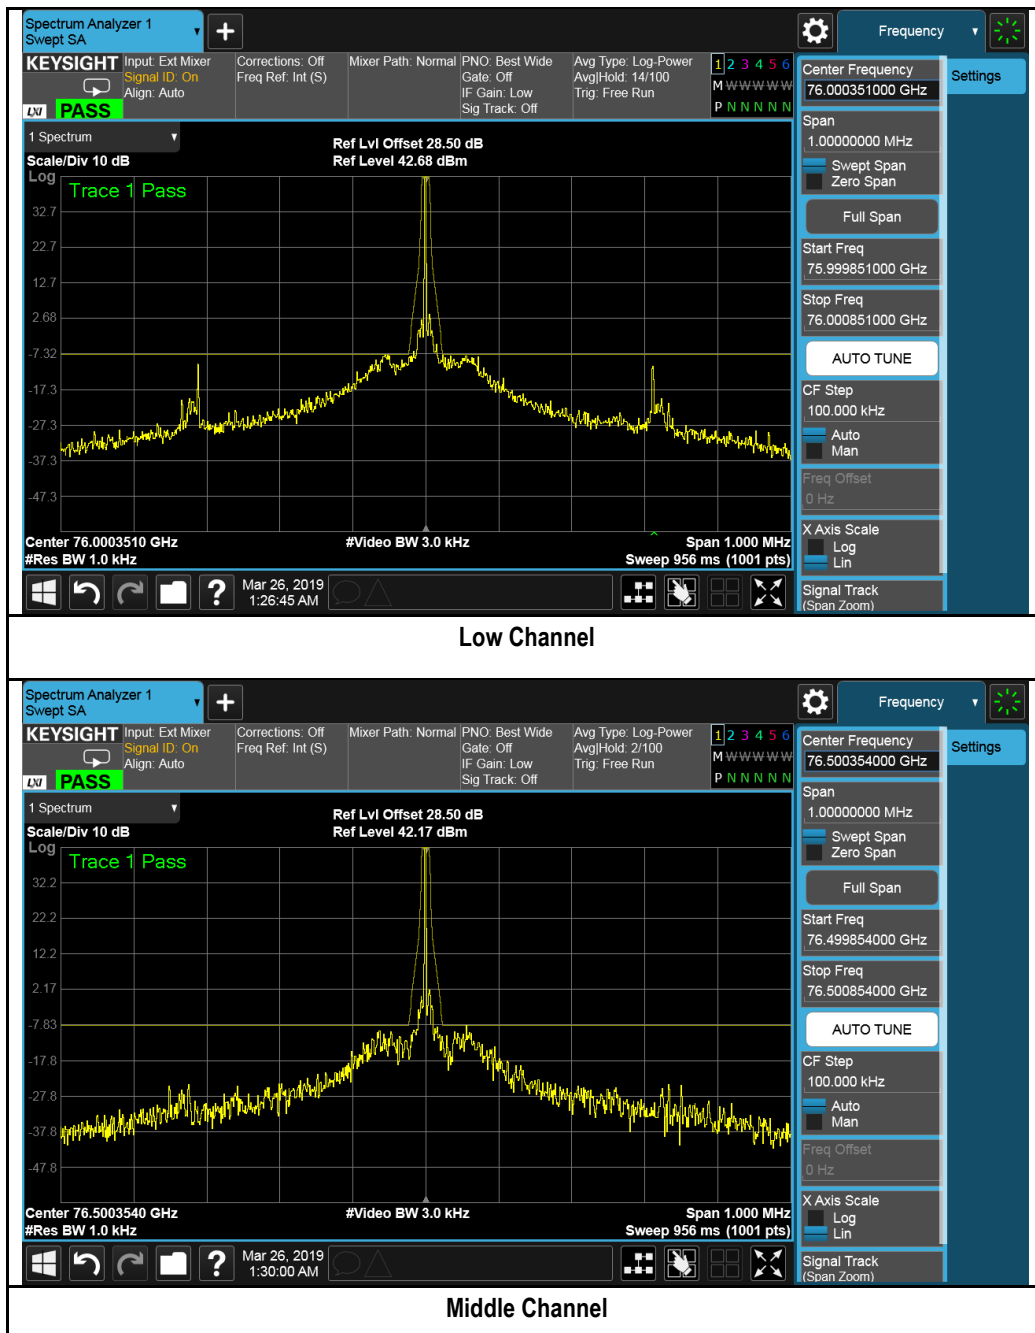 Spectrum Analyzer 1
Swept SA
Frequency
KEYSIGHT
Input: Ext Mixer
Signal ID: On
Align: Auto
Corrections: Off
Freq Ref: Int (S)
Mixer Path: Normal
PNO: Best Wide
Gate: Off
IF Gain: Low
Sig Track: Off
Avg Type: Log-Power
Avg|Hold: 14/100
Trig: Free Run
1 2 3 4 5 6
M W W W W W W
P N N N N N
LXI PASS
1 Spectrum
Scale/Div 10 dB
Ref Lvl Offset 28.50 dB
Ref Level 42.68 dBm
Log
Trace 1 Pass
32.7
22.7
12.7
2.68
-7.32
-17.3
-27.3
-37.3
-47.3
Center 76.0003510 GHz
#Video BW 3.0 kHz
Span 1.000 MHz
#Res BW 1.0 kHz
Sweep 956 ms (1001 pts)
Mar 26, 2019
1:26:45 AM
Center Frequency
76.000351000 GHz
Settings
Span
1.00000000 MHz
Swept Span
Zero Span
Full Span
Start Freq
75.999851000 GHz
Stop Freq
76.000851000 GHz
AUTO TUNE
CF Step
100.000 kHz
Auto
Man
Freq Offset
0 Hz
X Axis Scale
Log
Lin
Signal Track
(Span Zoom)
Low Channel
Spectrum Analyzer 1
Swept SA
Frequency
KEYSIGHT
Input: Ext Mixer
Signal ID: On
Align: Auto
Corrections: Off
Freq Ref: Int (S)
Mixer Path: Normal
PNO: Best Wide
Gate: Off
IF Gain: Low
Sig Track: Off
Avg Type: Log-Power
Avg|Hold: 2/100
Trig: Free Run
1 2 3 4 5 6
M W W W W W W
P N N N N N
LXI PASS
1 Spectrum
Scale/Div 10 dB
Ref Lvl Offset 28.50 dB
Ref Level 42.17 dBm
Log
Trace 1 Pass
32.2
22.2
12.2
2.17
-7.83
-17.8
-27.8
-37.8
-47.8
Center 76.5003540 GHz
#Video BW 3.0 kHz
Span 1.000 MHz
#Res BW 1.0 kHz
Sweep 956 ms (1001 pts)
Mar 26, 2019
1:30:00 AM
Center Frequency
76.500354000 GHz
Settings
Span
1.00000000 MHz
Swept Span
Zero Span
Full Span
Start Freq
76.499854000 GHz
Stop Freq
76.500854000 GHz
AUTO TUNE
CF Step
100.000 kHz
Auto
Man
Freq Offset
0 Hz
X Axis Scale
Log
Lin
Signal Track
(Span Zoom)
Middle Channel